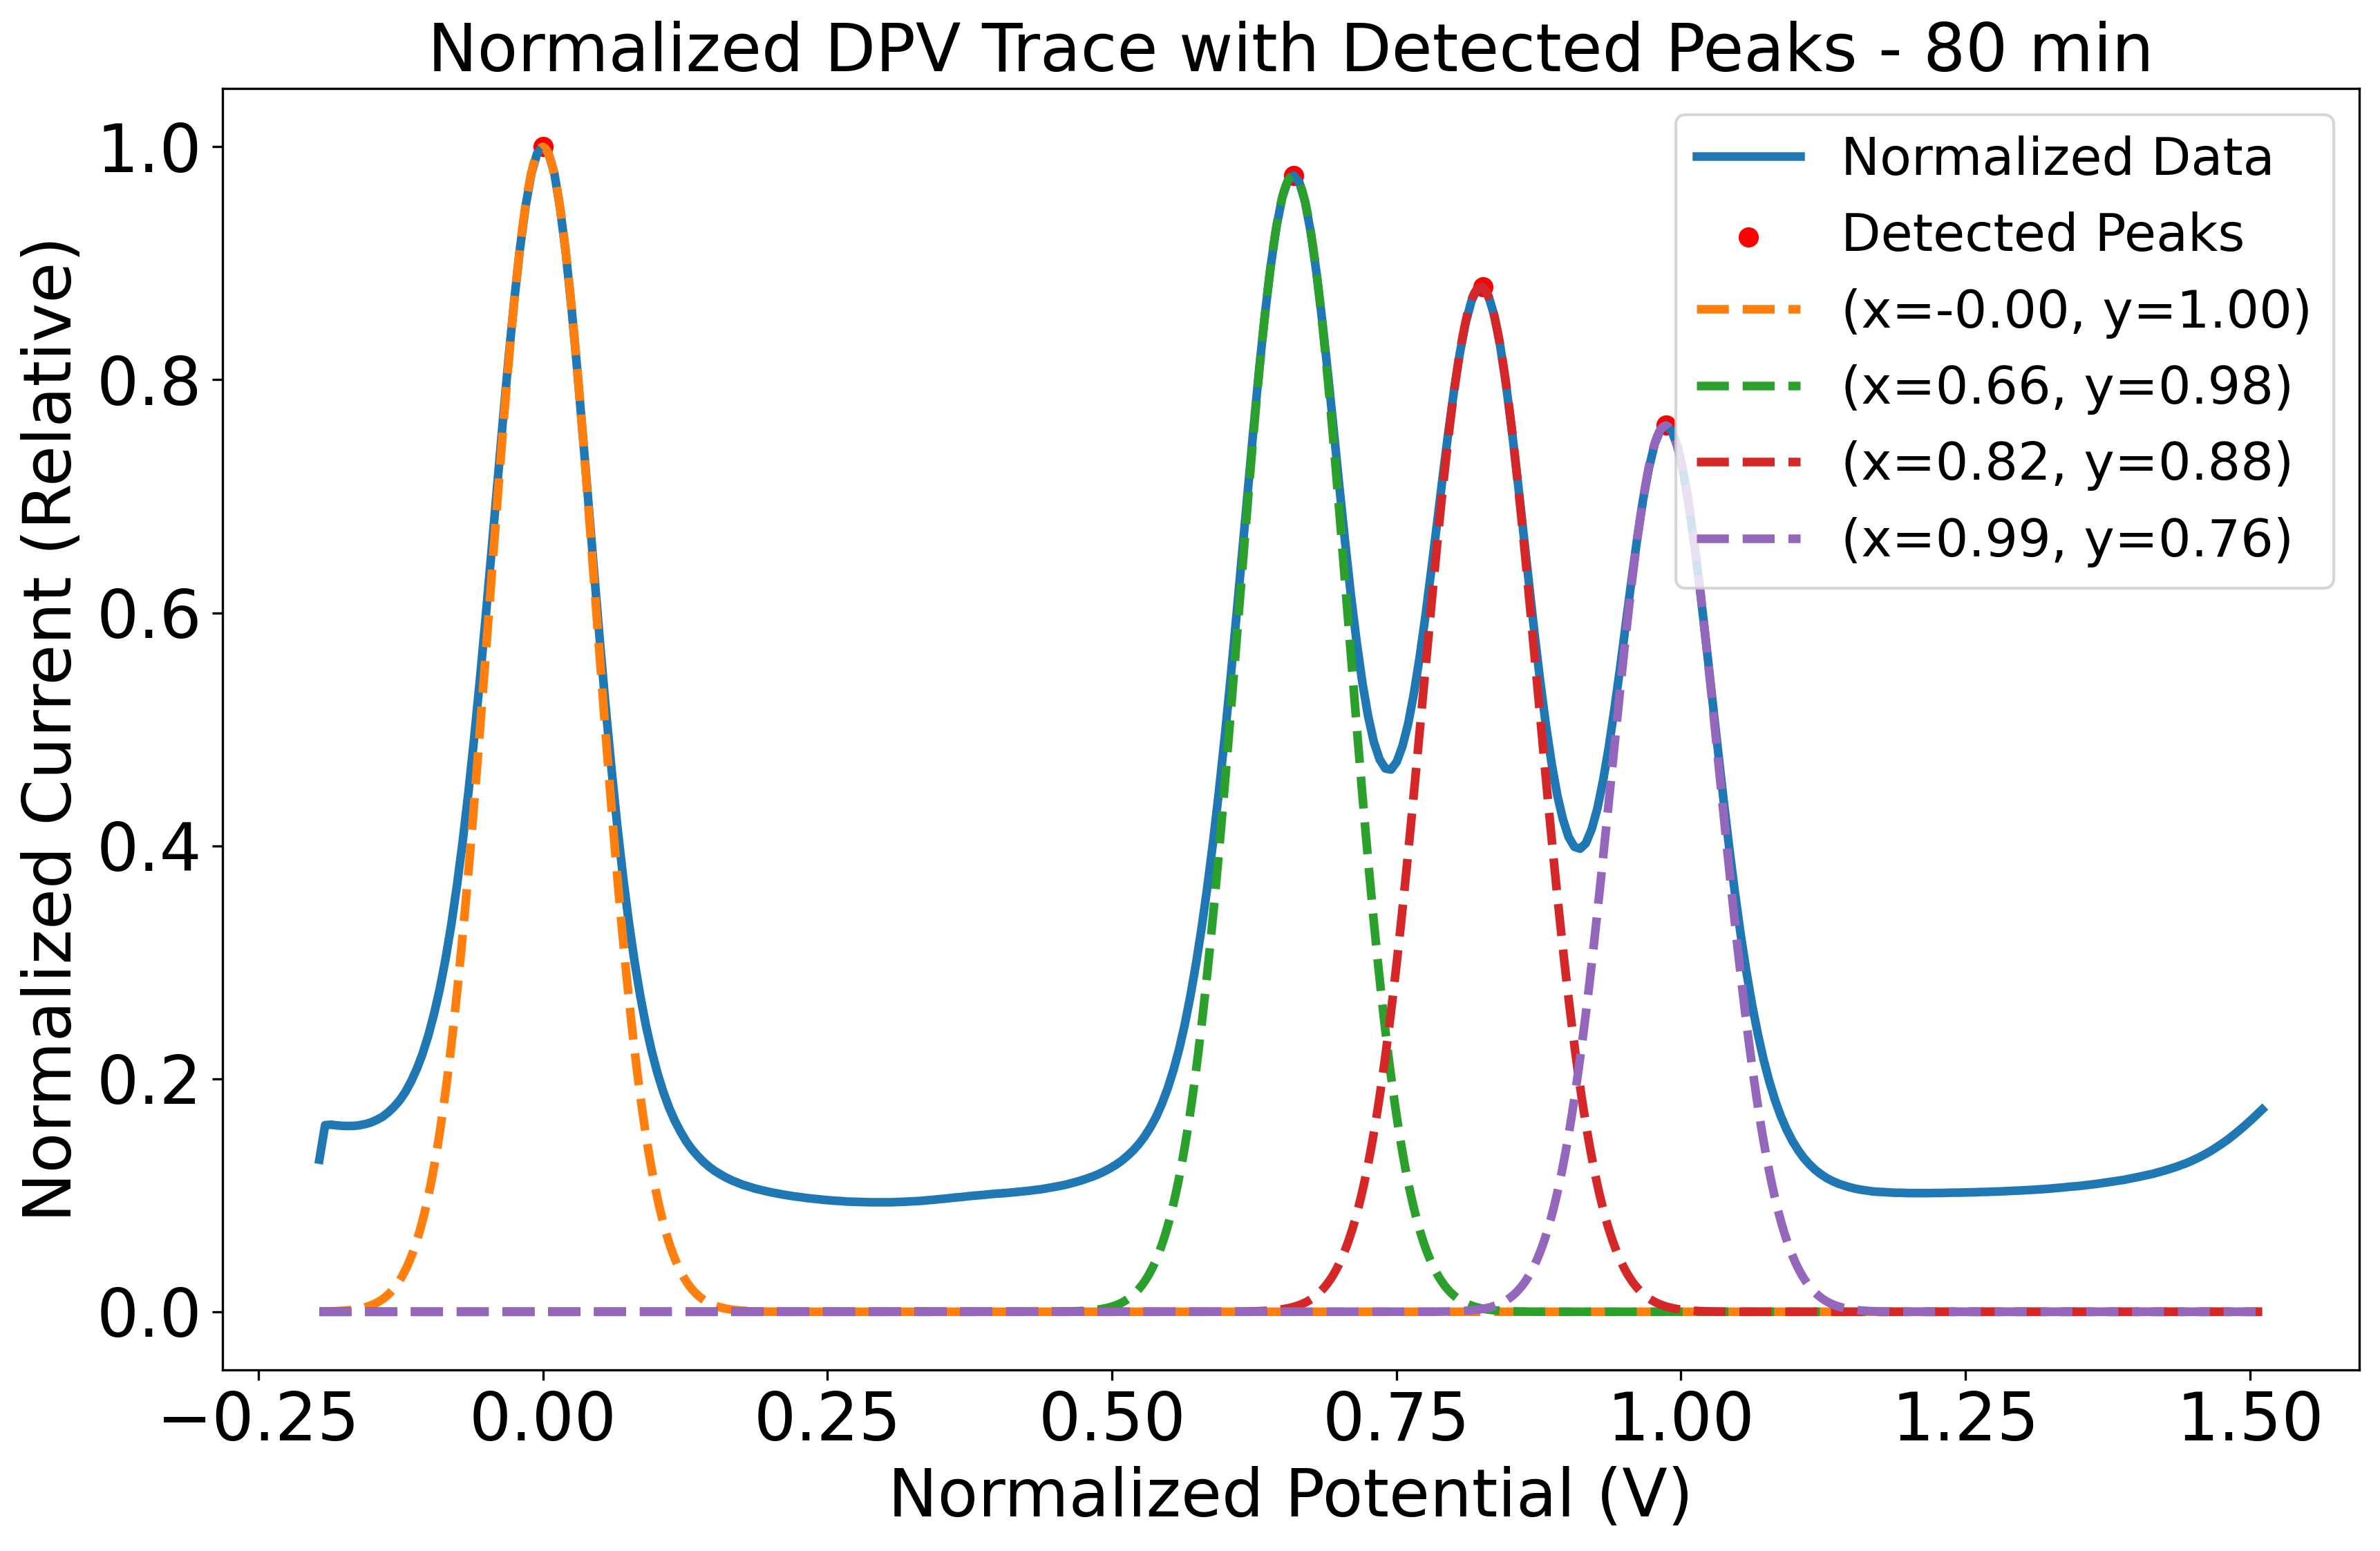 Normalized DPV Trace with Detected Peaks - 80 min
Normalized Current (Relative)
1.0
0.8
0.6
0.4
0.2
0.0
Normalized Data
Detected Peaks
(x=-0.00, y=1.00)
(x=0.66, y=0.98)
(x=0.82, y=0.88)
(x=0.99, y=0.76)
−0.25 0.00 0.25 0.50 0.75 1.00 1.25 1.50
Normalized Potential (V)